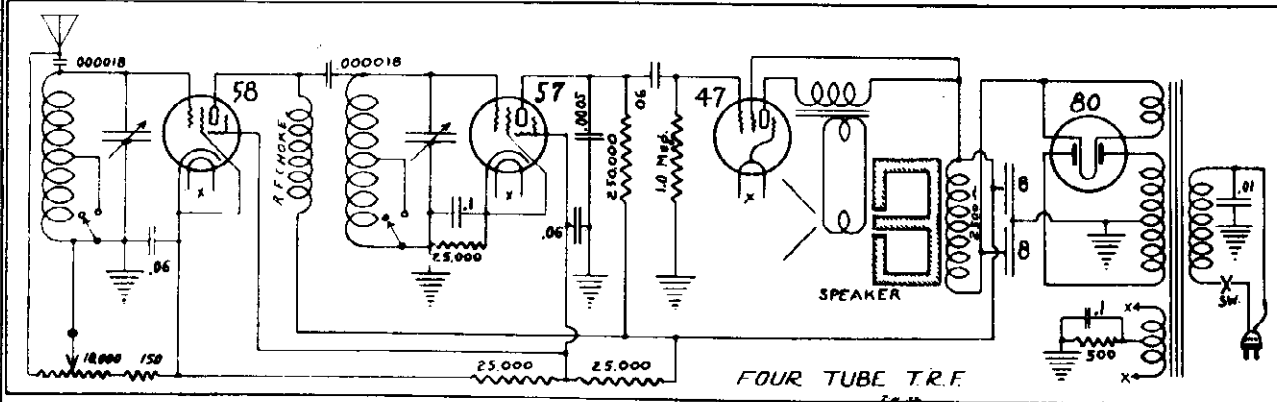 .000018
58
R F CHOKE
.000018
57
.0005
250.000
.06
1.0 Meg.
47
2500~
8
8
80
.01
SW.
.06
x
.1
25.000
.06
x
x
SPEAKER
x
.1
500
x
10.000
150
25.000
25.000
FOUR TUBE T.R.F.